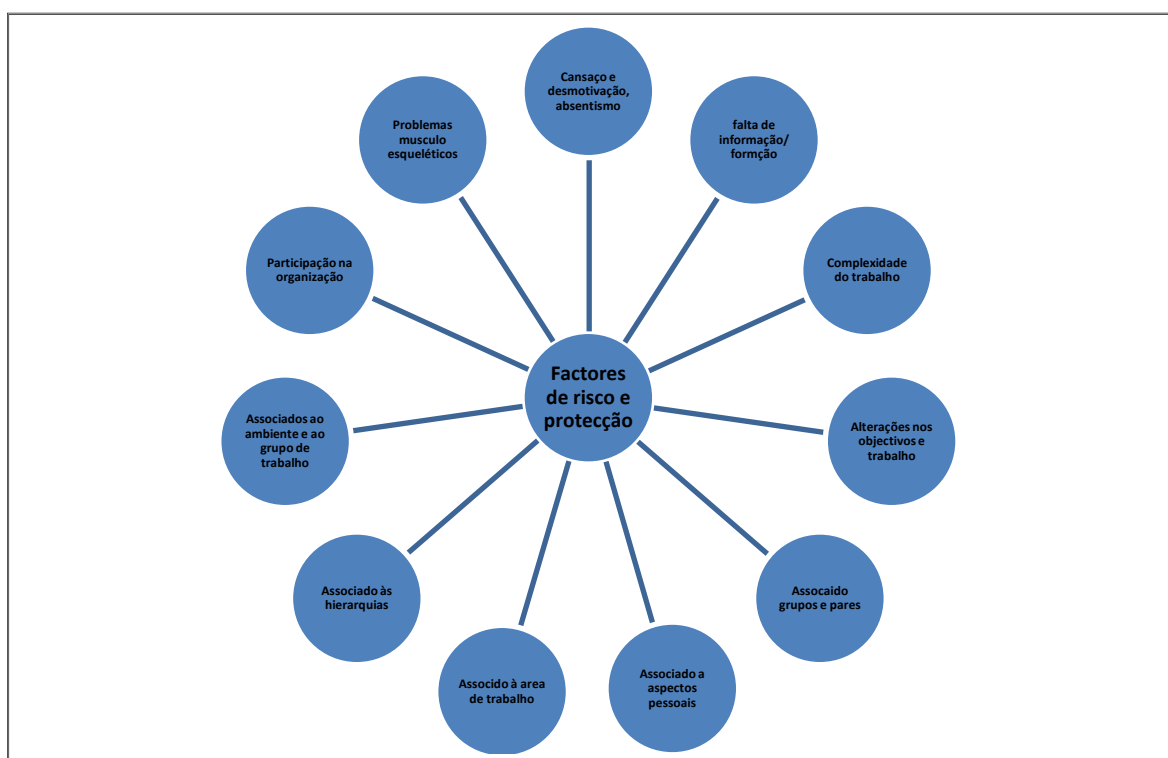 Cansaço e
desmotivação,
absentismo
falta de
informação/
formção
Complexidade
do trabalho
Alterações nos
objectivos e
trabalho
Assocaido
grupos e pares
Associado a
aspectos
pessoais
Assocido à area
de trabalho
Associado às
hierarquias
Associados ao
ambiente e ao
grupo de
trabalho
Participação na
organização
Problemas
musculo
esqueléticos
Factores
de risco e
protecção